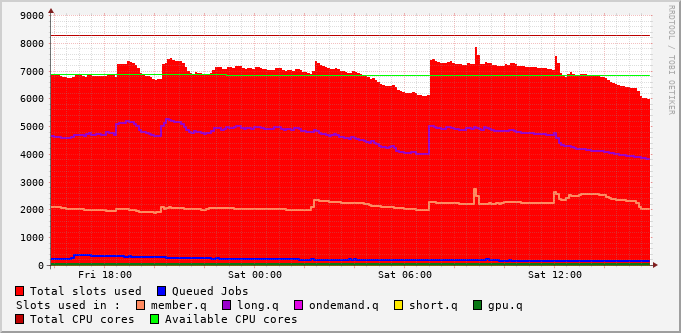 9000
8000
7000
6000
5000
4000
3000
2000
1000
0
Fri 18:00 Sat 00:00 Sat 06:00 Sat 12:00
Total slots used Queued Jobs
Slots used in : member.q long.q ondemand.q short.q gpu.q
Total CPU cores Available CPU cores
RRDTOOL / TOBI OETIKER